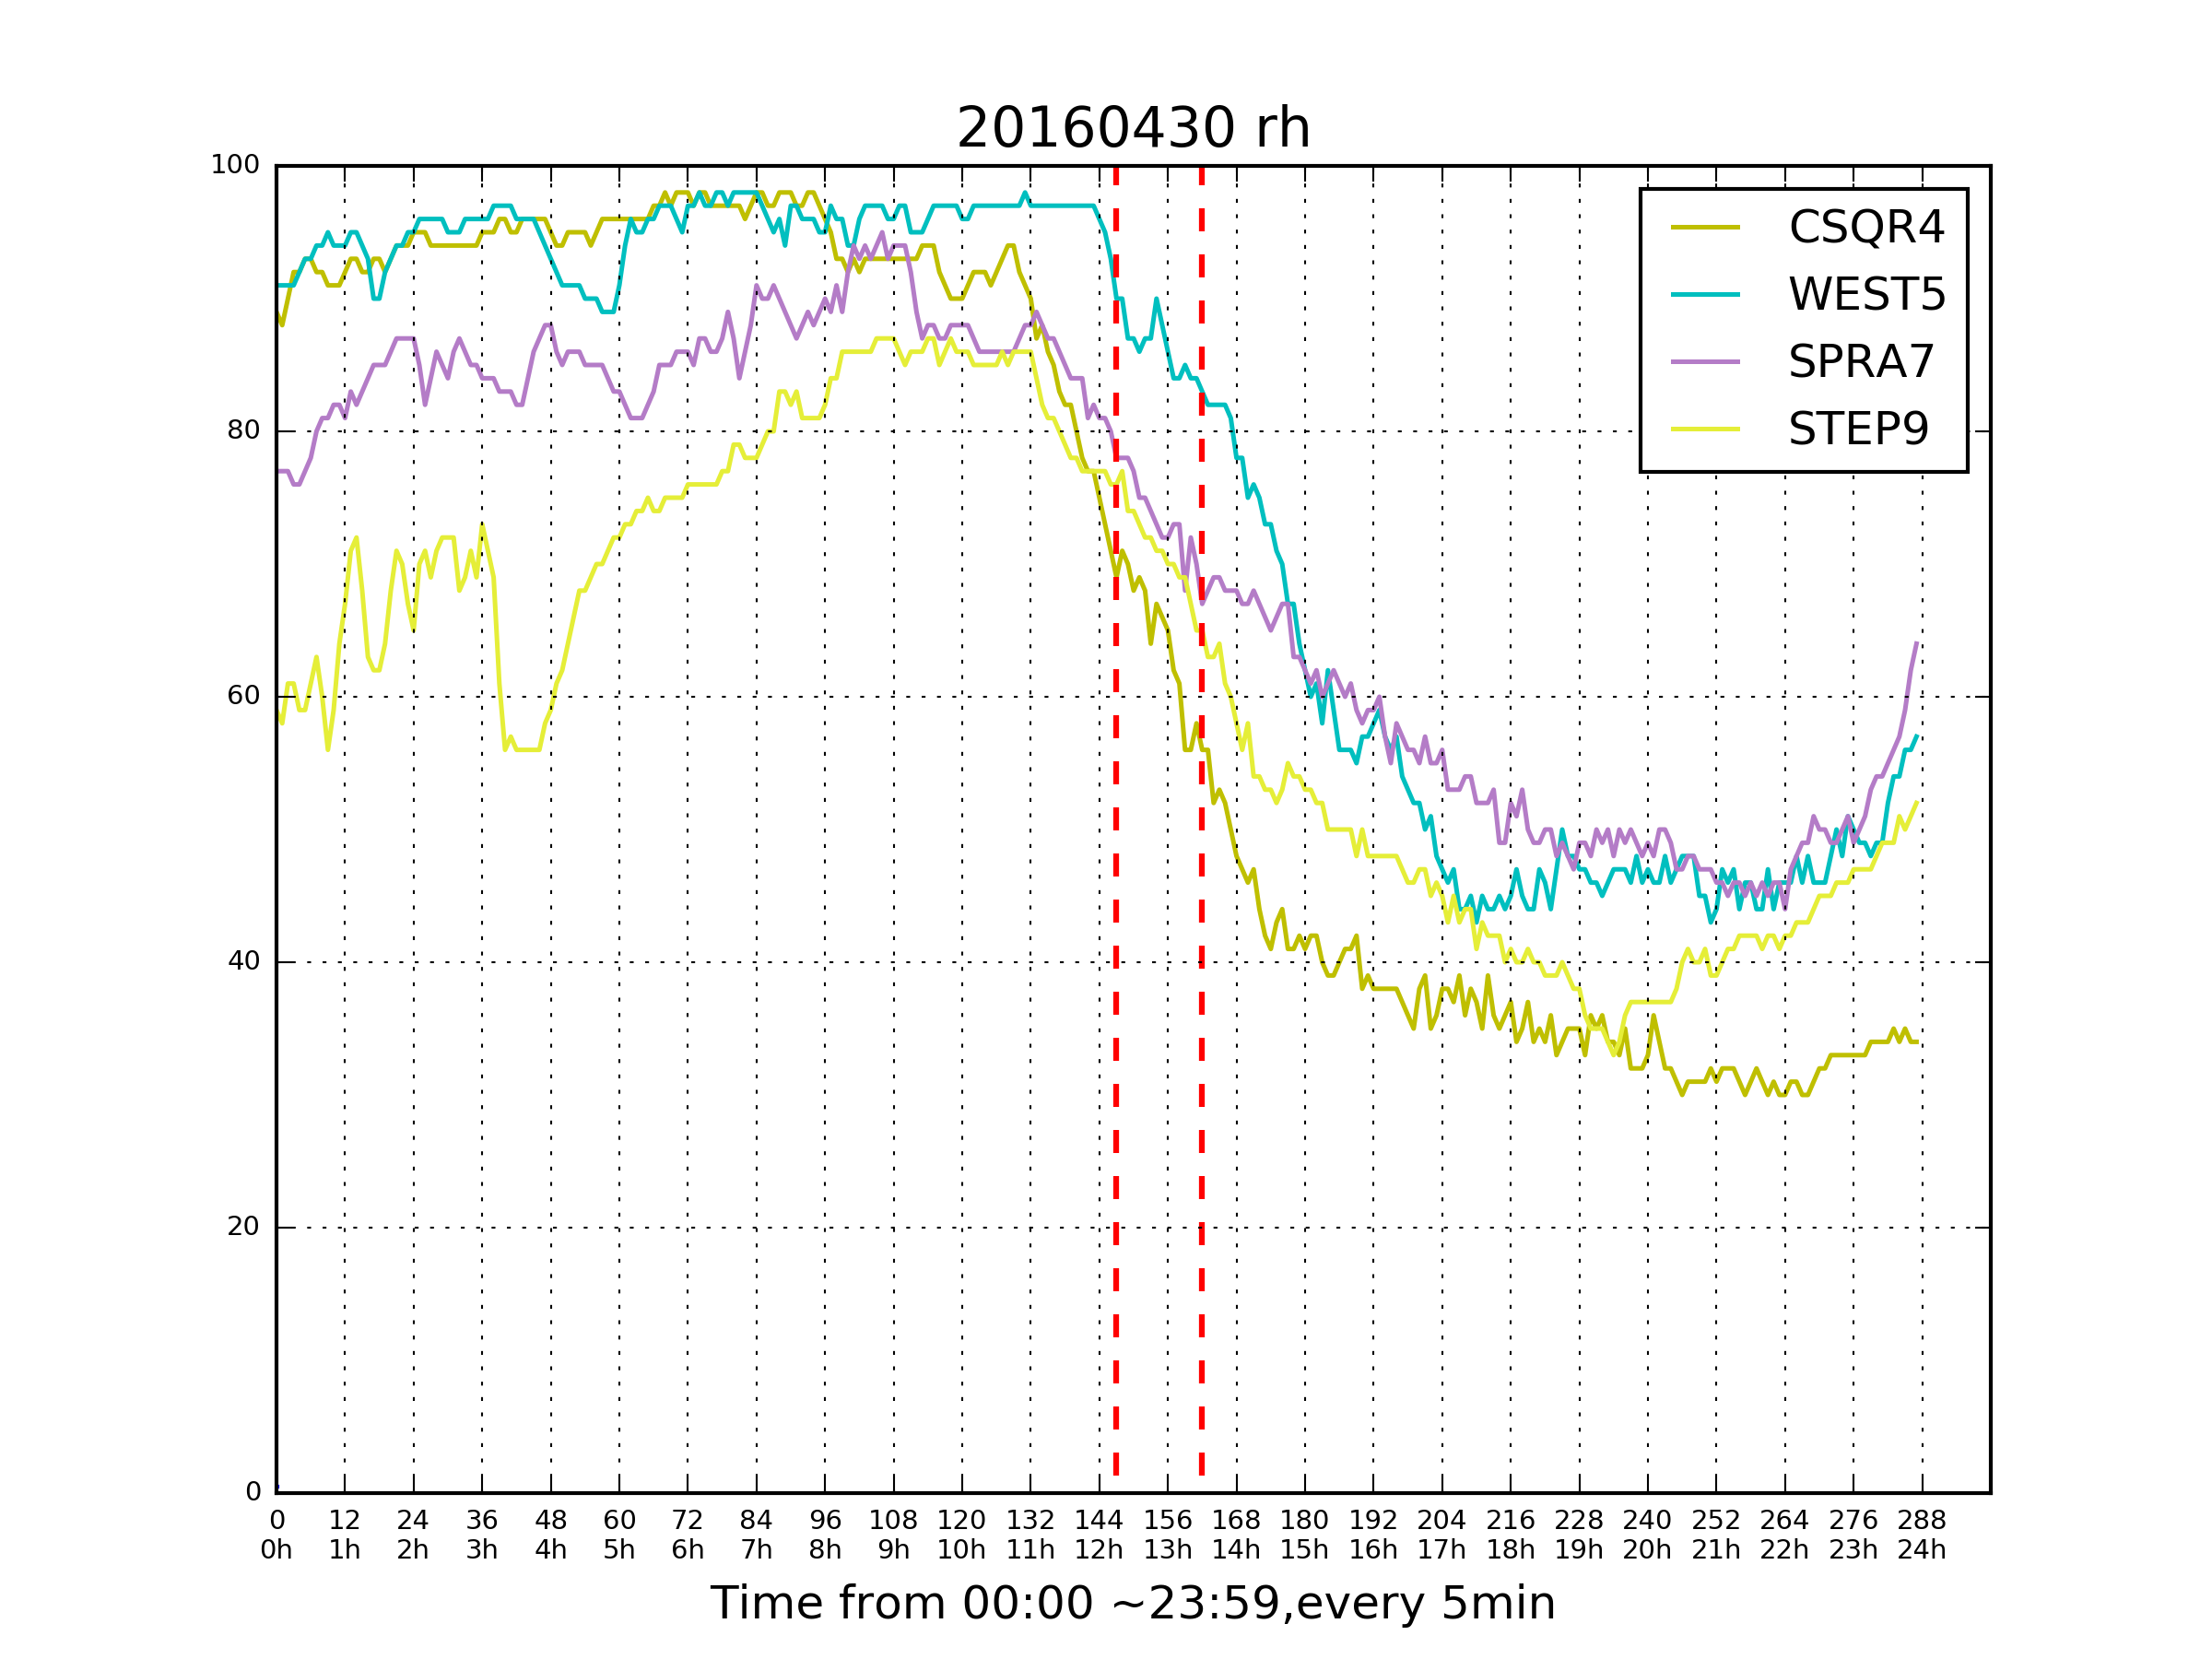 20160430 rh
100
80
60
40
20
0
CSQR4
WEST5
SPRA7
STEP9
0 12 24 36 48 60 72 84 96 108 120 132 144 156 168 180 192 204 216 228 240 252 264 276 288
0h 1h 2h 3h 4h 5h 6h 7h 8h 9h 10h 11h 12h 13h 14h 15h 16h 17h 18h 19h 20h 21h 22h 23h 24h
Time from 00:00 ~23:59,every 5min